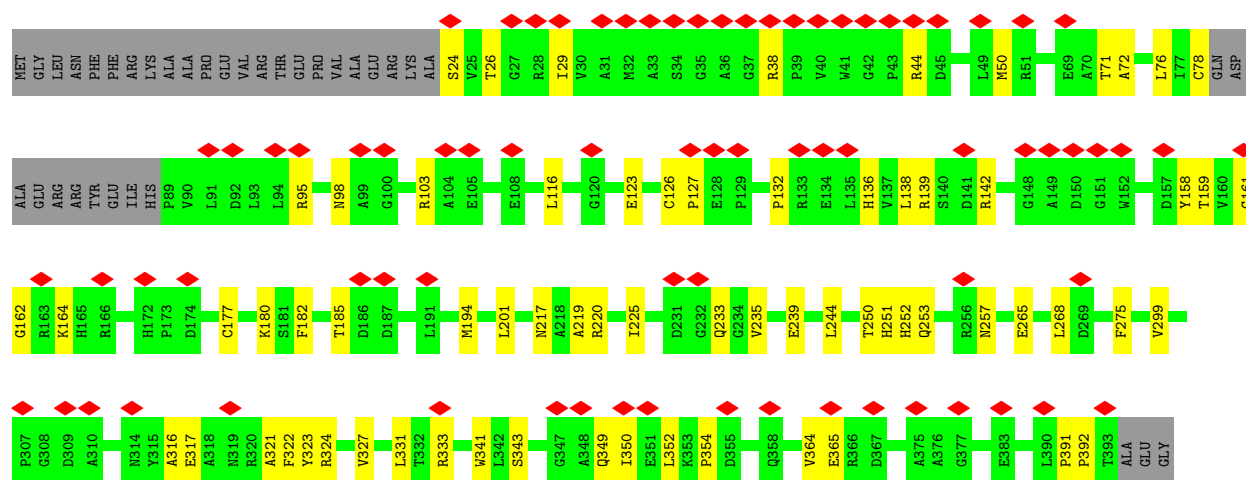 MET GLY LEU ASN PHE PHE ARG LYS ALA ALA PRO GLU VAL ARG THR GLU PRO VAL ALA GLU ARG LYS ALA S24 V25 T26 G27 R28 I29 V30 A31 M32 A33 S34 G35 A36 G37 R38 P39 V40 W41 G42 P43 R44 D45 L49 M50 R51 E69 A70 T71 A72 L76 I77 C78 GLN ASP
ALA GLU ARG ARG TYR GLU ILE HIS P89 V90 L91 D92 L93 L94 R95 N98 A99 G100 R103 A104 E105 E108 L116 G120 E123 C126 P127 E128 P129 P132 R133 E134 L135 H136 V137 L138 R139 S140 D141 R142 G148 A149 D150 G151 W152 D157 Y158 T159 V160 G161
G162 R163 K164 H165 R166 H172 P173 D174 C177 K180 S181 F182 T185 D186 D187 L191 M194 L201 N217 A218 A219 R220 I225 D231 G232 Q233 G234 V235 E239 L244 T250 H251 H252 Q253 R256 N257 E265 L268 D269 F275 V299
P307 G308 D309 A310 N314 Y315 A316 E317 A318 N319 R320 A321 F322 Y323 R324 V327 L331 T332 R333 W341 L342 S343 G347 A348 Q349 I350 E351 L352 K353 P354 D355 Q358 V364 E365 R366 D367 A375 A376 G377 E383 L390 P391 P392 T393 ALA GLU GLY